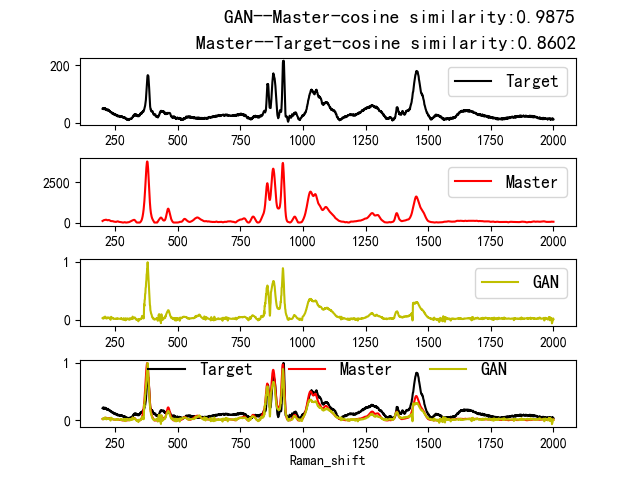 GAN--Master-cosine similarity:0.9875
Master--Target-cosine similarity:0.8602
200
0
Target
250 500 750 1000 1250 1500 1750 2000
2500
0
Master
250 500 750 1000 1250 1500 1750 2000
1
0
GAN
250 500 750 1000 1250 1500 1750 2000
1
0
Target Master GAN
250 500 750 1000 1250 1500 1750 2000
Raman_shift